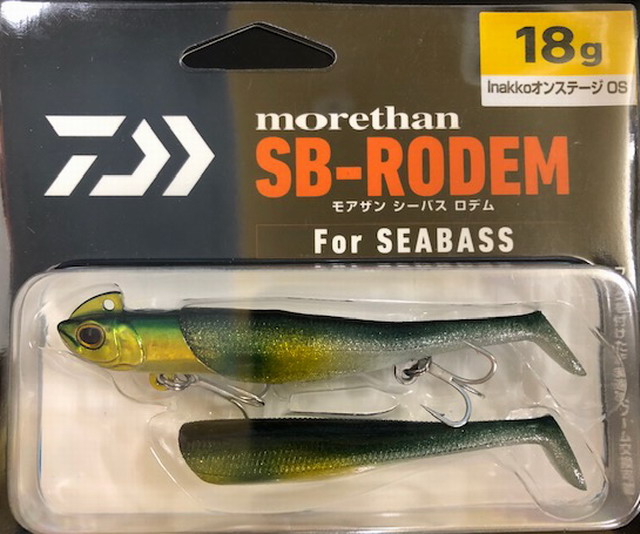 18g
Inakkoオンステージ OS
morethan
SB-RODEM
モアザン シーバス ロデム
For SEABASS